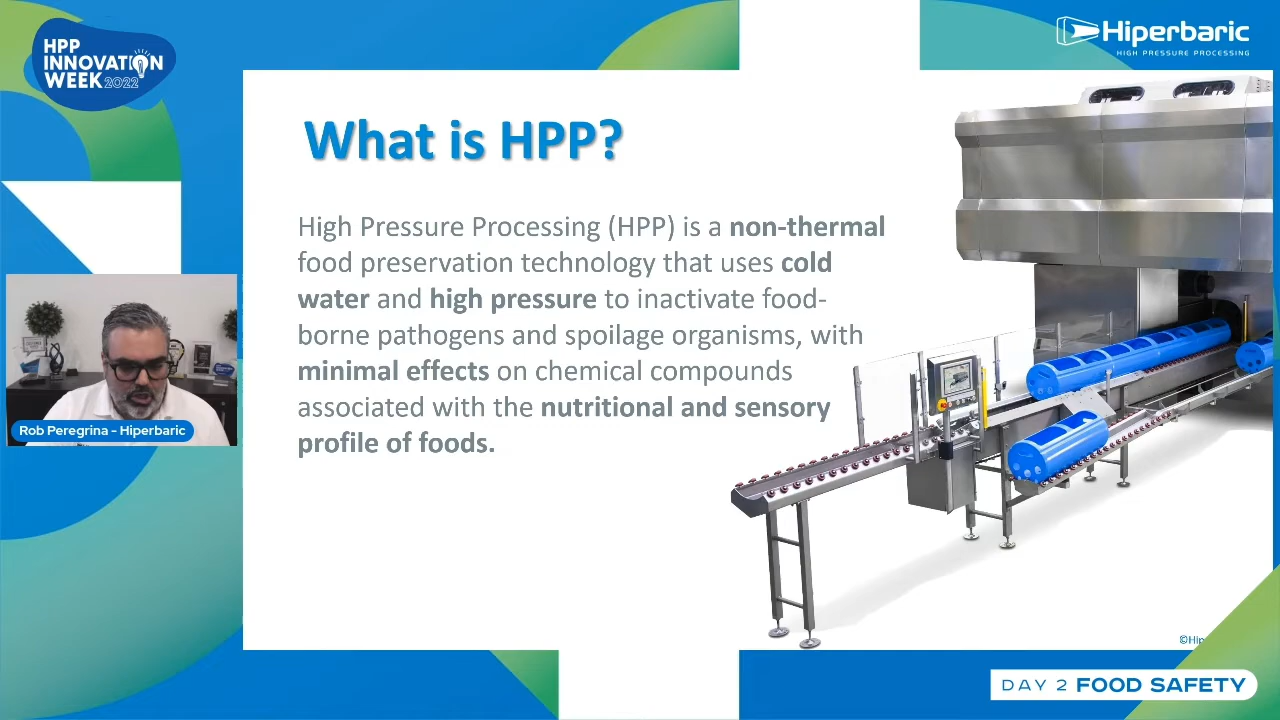 HPP
INNOVATION
WEEK 2022
Hiperbaric
HIGH PRESSURE PROCESSING
What is HPP?
High Pressure Processing (HPP) is a non-thermal
food preservation technology that uses cold
water and high pressure to inactivate food-
borne pathogens and spoilage organisms, with
minimal effects on chemical compounds
associated with the nutritional and sensory
profile of foods.
Rob Peregrina - Hiperbaric
DAY 2 FOOD SAFETY